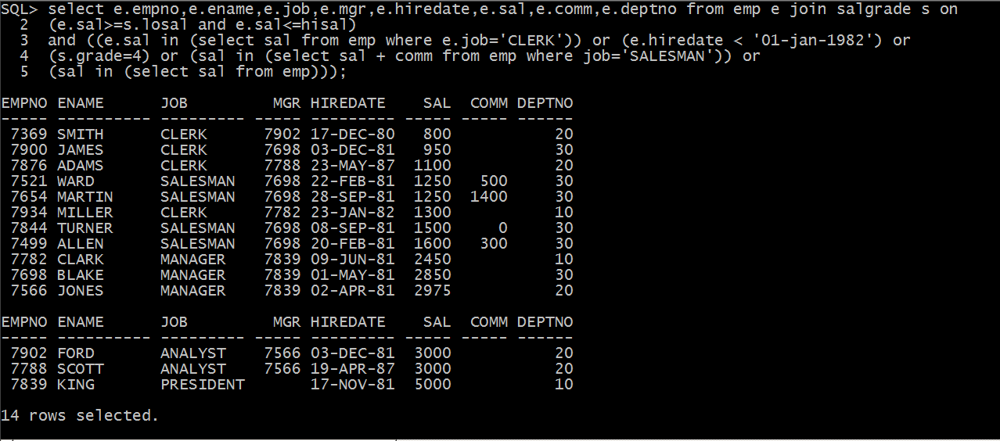 SQL> select e.empno,e.ename,e.job,e.mgr,e.hiredate,e.sal,e.comm,e.deptno from emp e join salgrade s on
  2  (e.sal>=s.losal and e.sal<=hisal)
  3  and ((e.sal in (select sal from emp where e.job='CLERK')) or (e.hiredate < '01-jan-1982') or
  4  (s.grade=4) or (sal in (select sal + comm from emp where job='SALESMAN')) or
  5  (sal in (select sal from emp)));
EMPNO ENAME      JOB         MGR HIREDATE    SAL  COMM DEPTNO
----- ---------- --------- ----- --------- ----- ----- ------
 7369 SMITH      CLERK      7902 17-DEC-80   800           20
 7900 JAMES      CLERK      7698 03-DEC-81   950           30
 7876 ADAMS      CLERK      7788 23-MAY-87  1100           20
 7521 WARD       SALESMAN   7698 22-FEB-81  1250   500     30
 7654 MARTIN     SALESMAN   7698 28-SEP-81  1250  1400     30
 7934 MILLER     CLERK      7782 23-JAN-82  1300           10
 7844 TURNER     SALESMAN   7698 08-SEP-81  1500     0     30
 7499 ALLEN      SALESMAN   7698 20-FEB-81  1600   300     30
 7782 CLARK      MANAGER    7839 09-JUN-81  2450           10
 7698 BLAKE      MANAGER    7839 01-MAY-81  2850           30
 7566 JONES      MANAGER    7839 02-APR-81  2975           20
EMPNO ENAME      JOB         MGR HIREDATE    SAL  COMM DEPTNO
----- ---------- --------- ----- --------- ----- ----- ------
 7902 FORD       ANALYST    7566 03-DEC-81  3000           20
 7788 SCOTT      ANALYST    7566 19-APR-87  3000           20
 7839 KING       PRESIDENT       17-NOV-81  5000           10
14 rows selected.